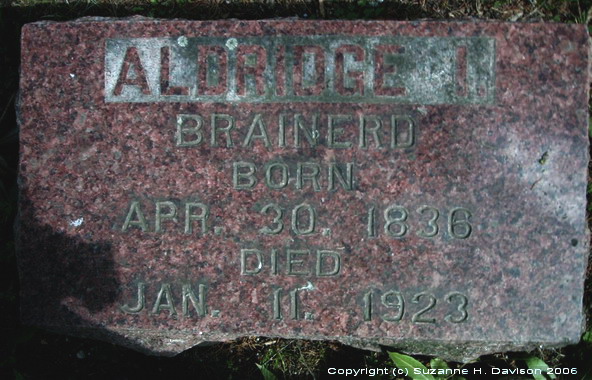 ALDRIDGE I.
BRAINERD
BORN
APR. 30. 1836
DIED
JAN. 11. 1923
Copyright (c) Suzanne H. Davison 2006